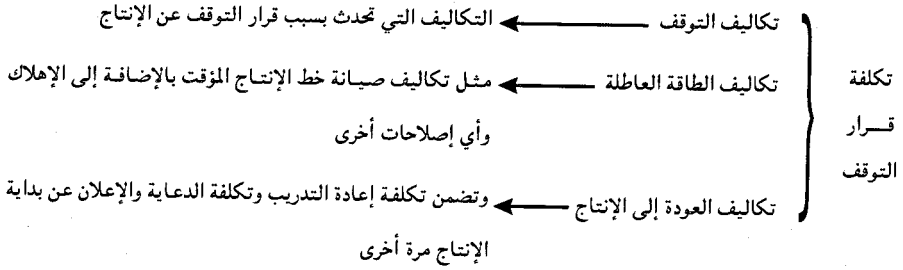 تكاليف التوقف
التكاليف التي تحدث بسبب قرار التوقف عن الإنتاج
تكلفة
قـــرار
التوقف
تكاليف الطاقة العاطلة
مثل تكاليف صيانة خط الإنتاج المؤقت بالإضافة إلى الإهلاك
وأي إصلاحات أخرى
تكاليف العودة إلى الإنتاج
وتضمن تكلفة إعادة التدريب وتكلفة الدعاية والإعلان عن بداية
الإنتاج مرة أخرى